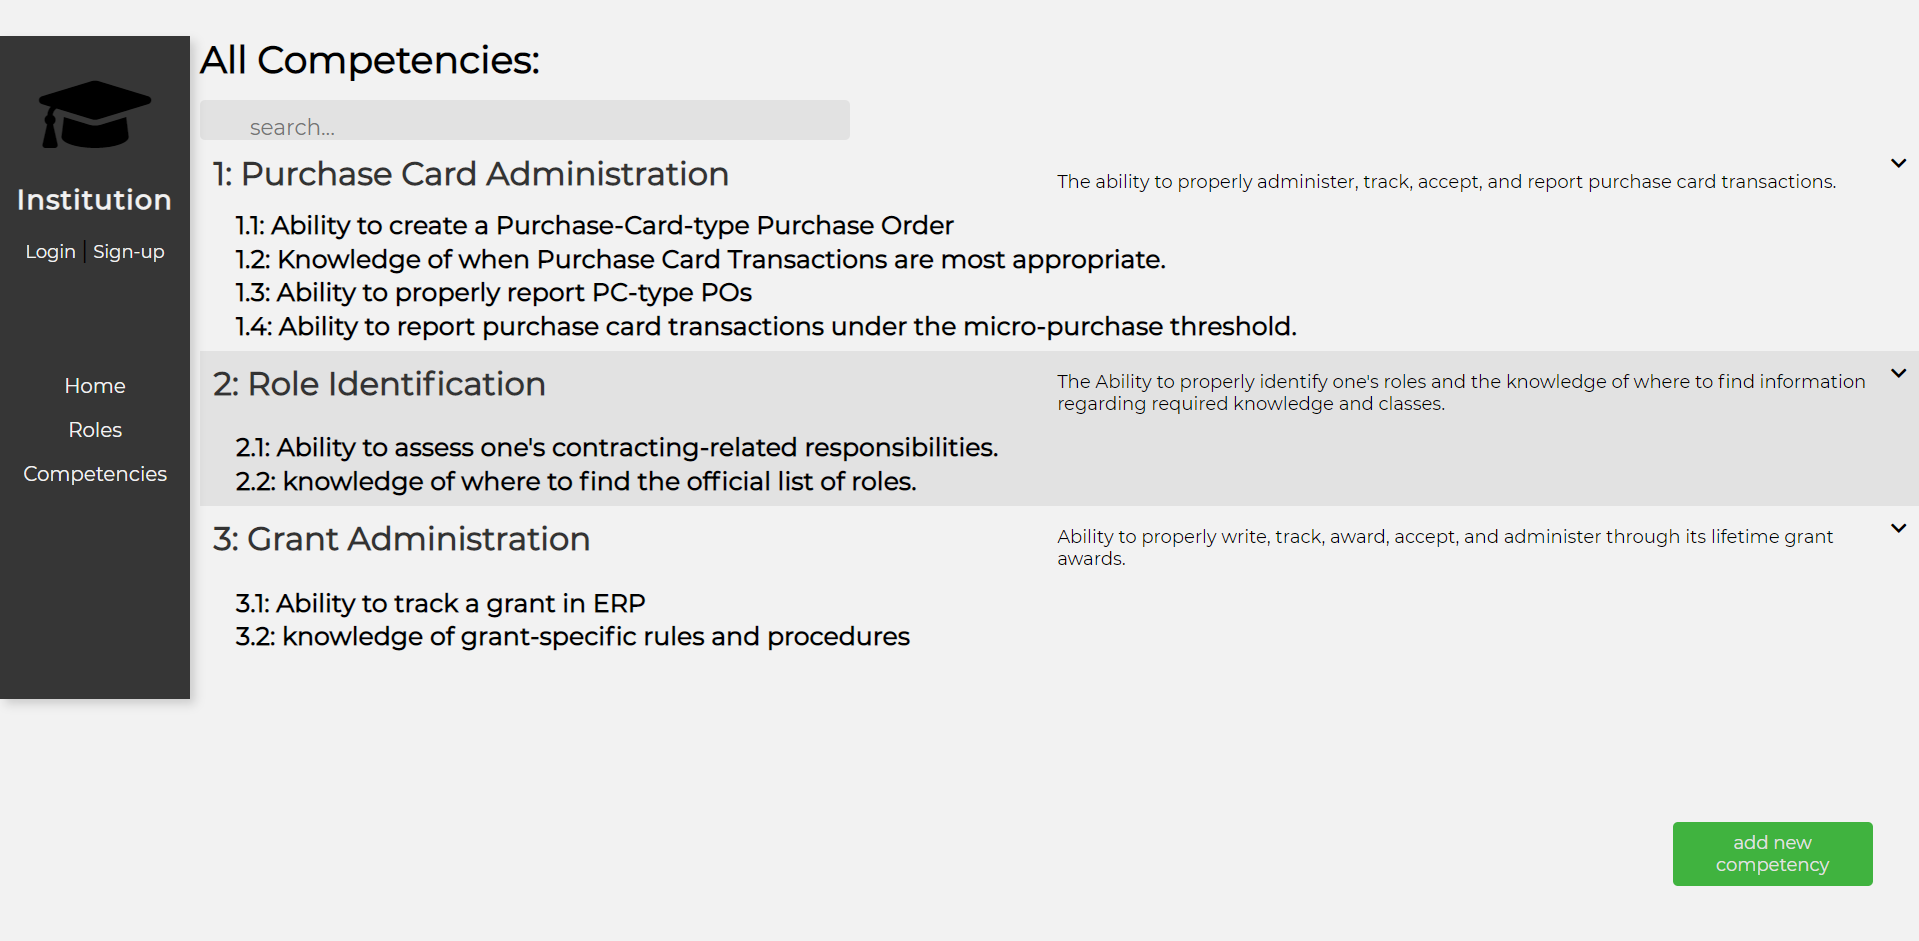 Institution
Login | Sign-up
Home
Roles
Competencies
All Competencies:
search...
1: Purchase Card Administration
The ability to properly administer, track, accept, and report purchase card transactions.
1.1: Ability to create a Purchase-Card-type Purchase Order
1.2: Knowledge of when Purchase Card Transactions are most appropriate.
1.3: Ability to properly report PC-type POs
1.4: Ability to report purchase card transactions under the micro-purchase threshold.
2: Role Identification
The Ability to properly identify one's roles and the knowledge of where to find information
regarding required knowledge and classes.
2.1: Ability to assess one's contracting-related responsibilities.
2.2: knowledge of where to find the official list of roles.
3: Grant Administration
Ability to properly write, track, award, accept, and administer through its lifetime grant
awards.
3.1: Ability to track a grant in ERP
3.2: knowledge of grant-specific rules and procedures
add new
competency